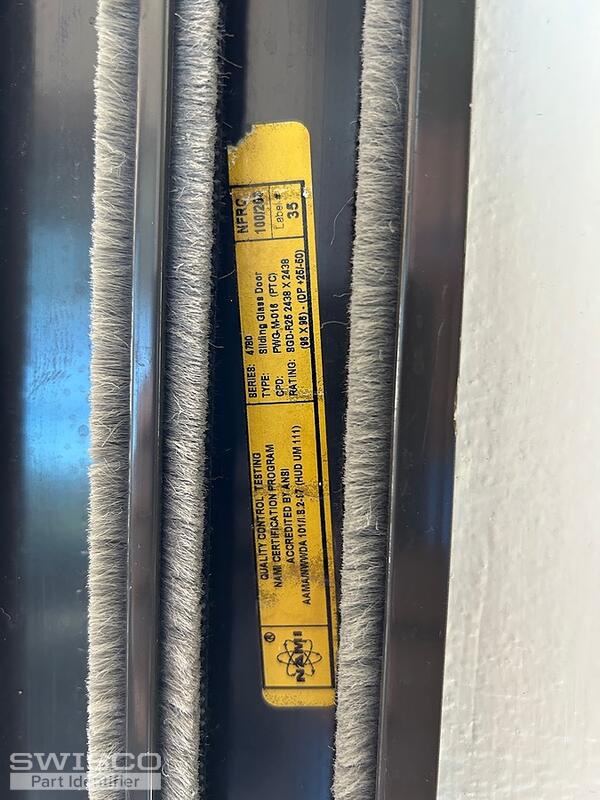 QUALITY CONTROL TESTING
NAMI CERTIFICATION PROGRAM
ACCREDITED BY ANSI
AAMA/NWWDA 101/I.S.2-97 (HUD UM 111)
® NAMI
SERIES: 4780
TYPE: Sliding Glass Door
CPD: PWG-M-016 (PTC)
RATING: SGD-R25 2438 X 2438
(96 X 96) - (DP +25/-50)
NFRC
Label #
35
SWISCO
Part Identifier